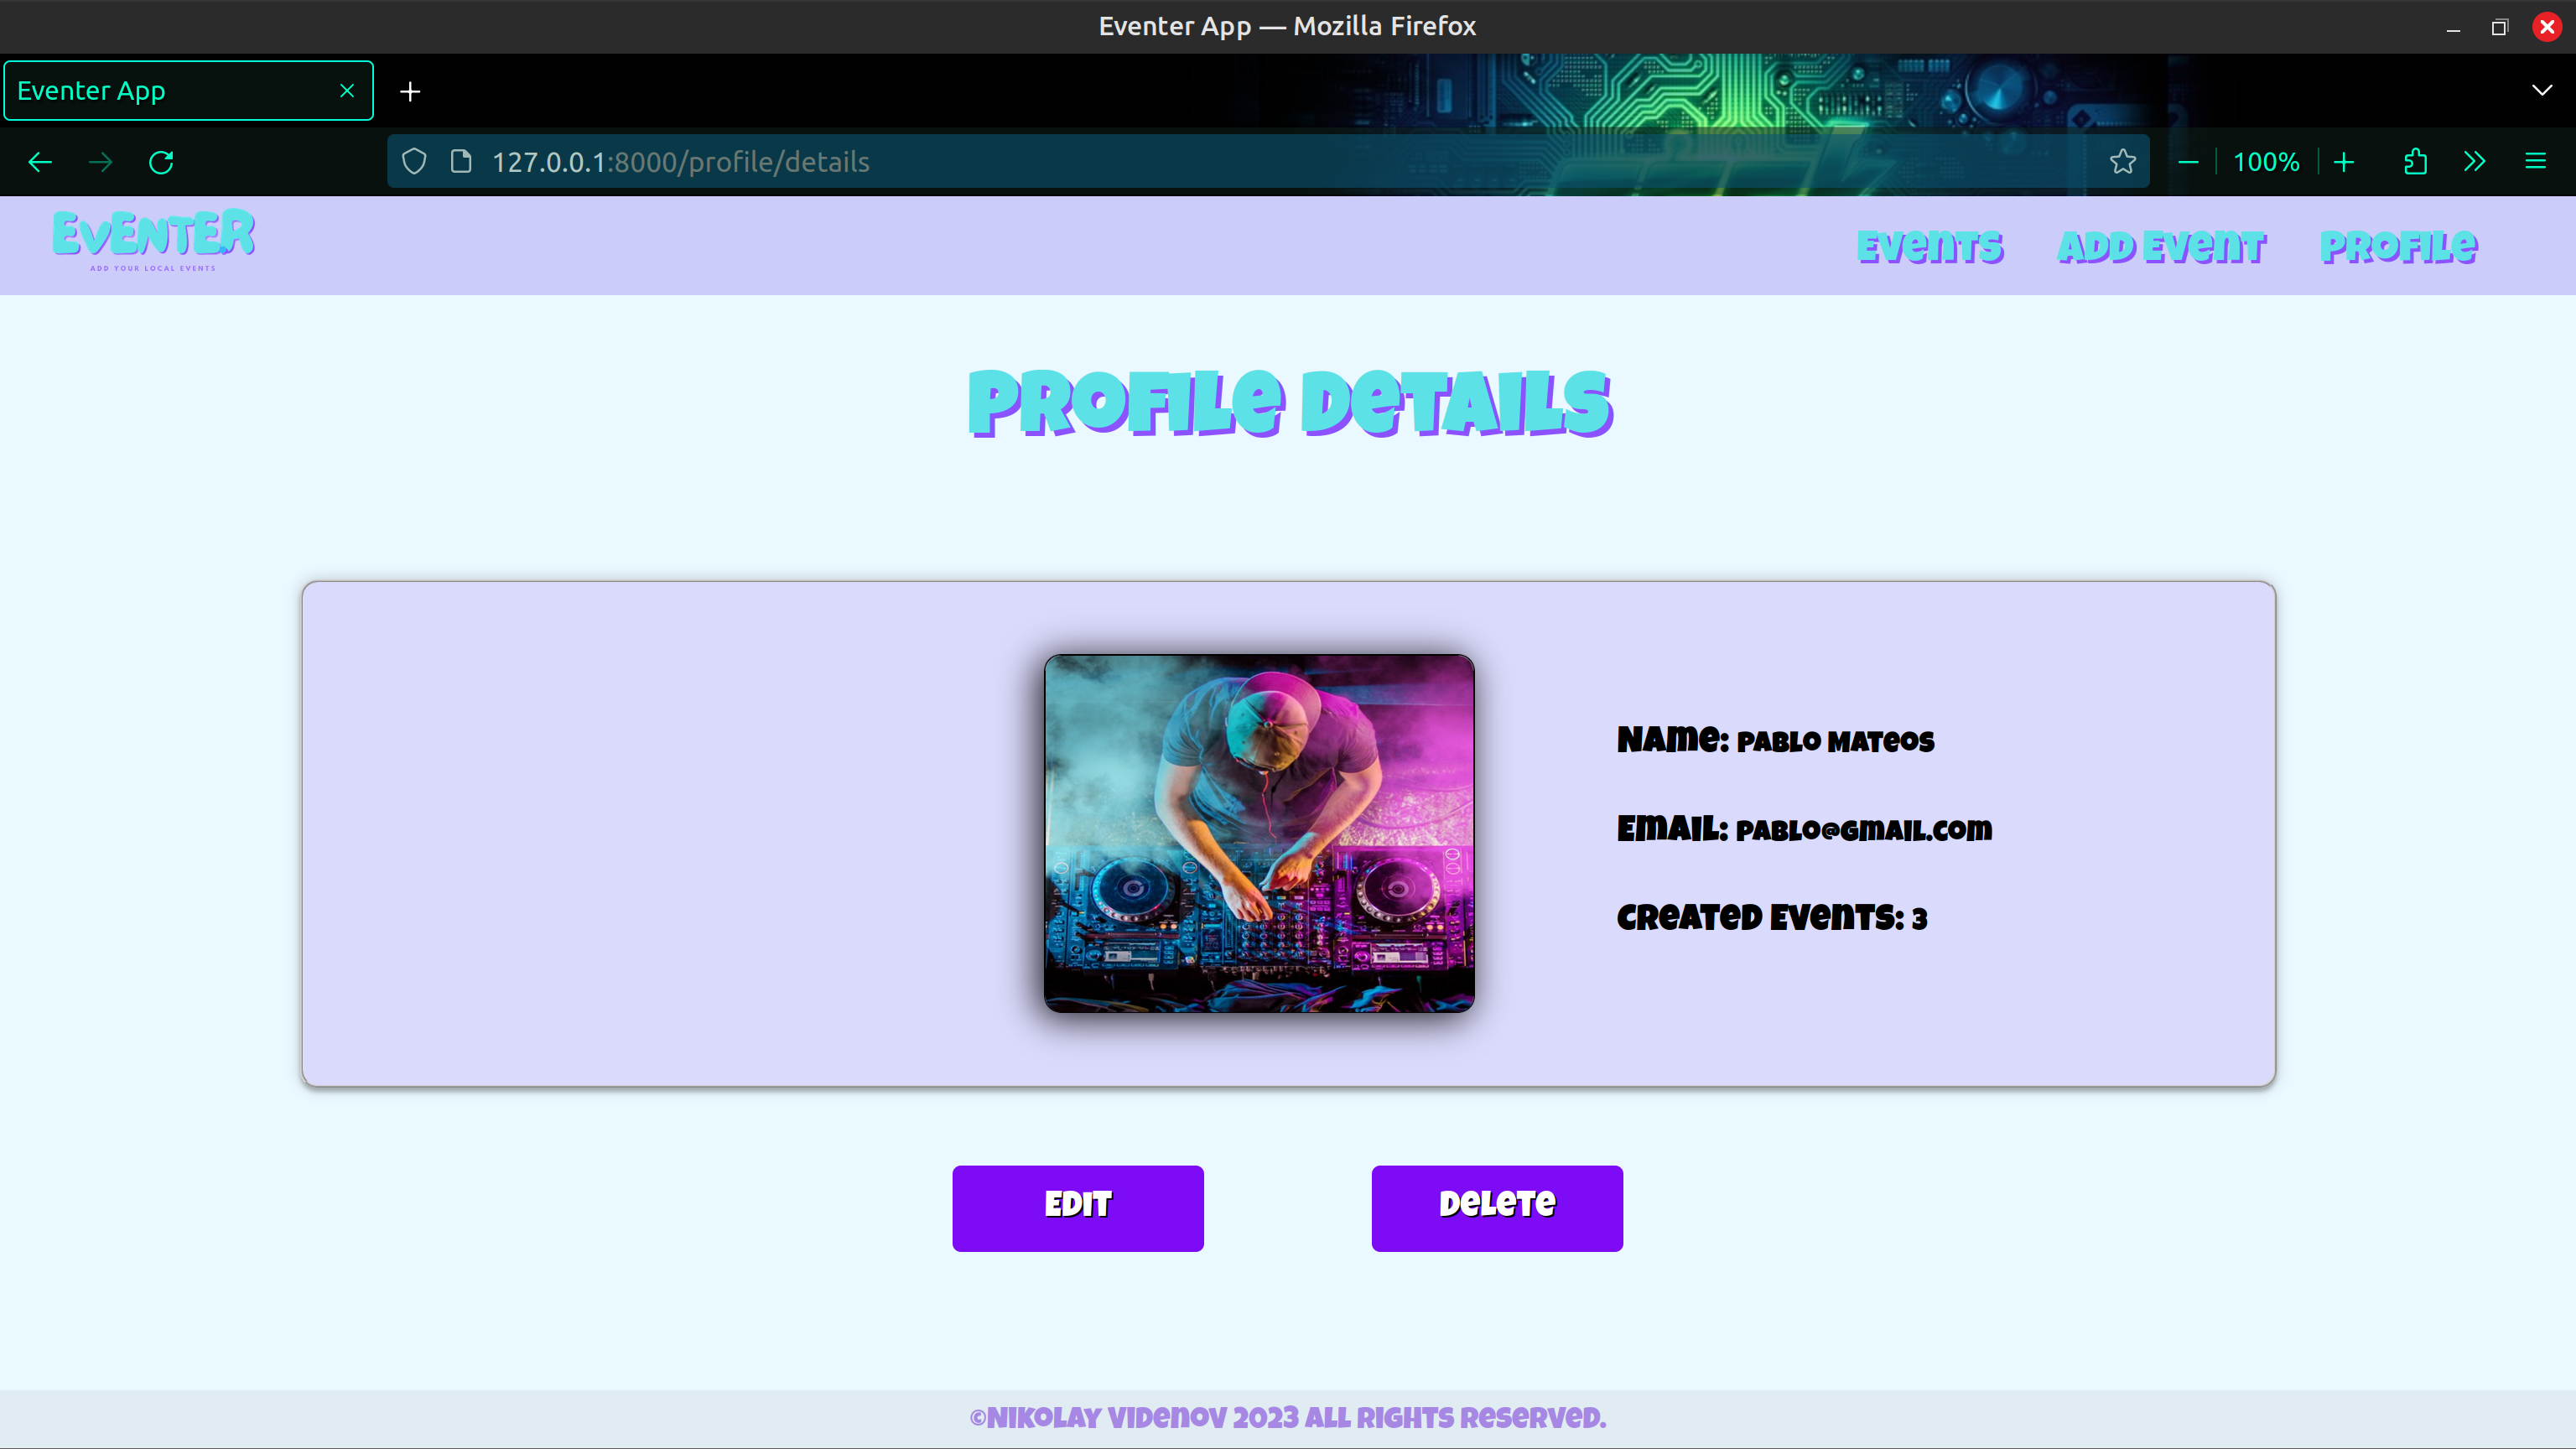 Eventer App — Mozilla Firefox
Eventer App
127.0.0.1:8000/profile/details
100%
EVENTER
ADD YOUR LOCAL EVENTS
Events
Add Event
Profile
Profile Details
Name: Pablo Mateos
Email: pablo@gmail.com
Created Events: 3
Edit
Delete
©Nikolay Videnov 2023 All rights reserved.